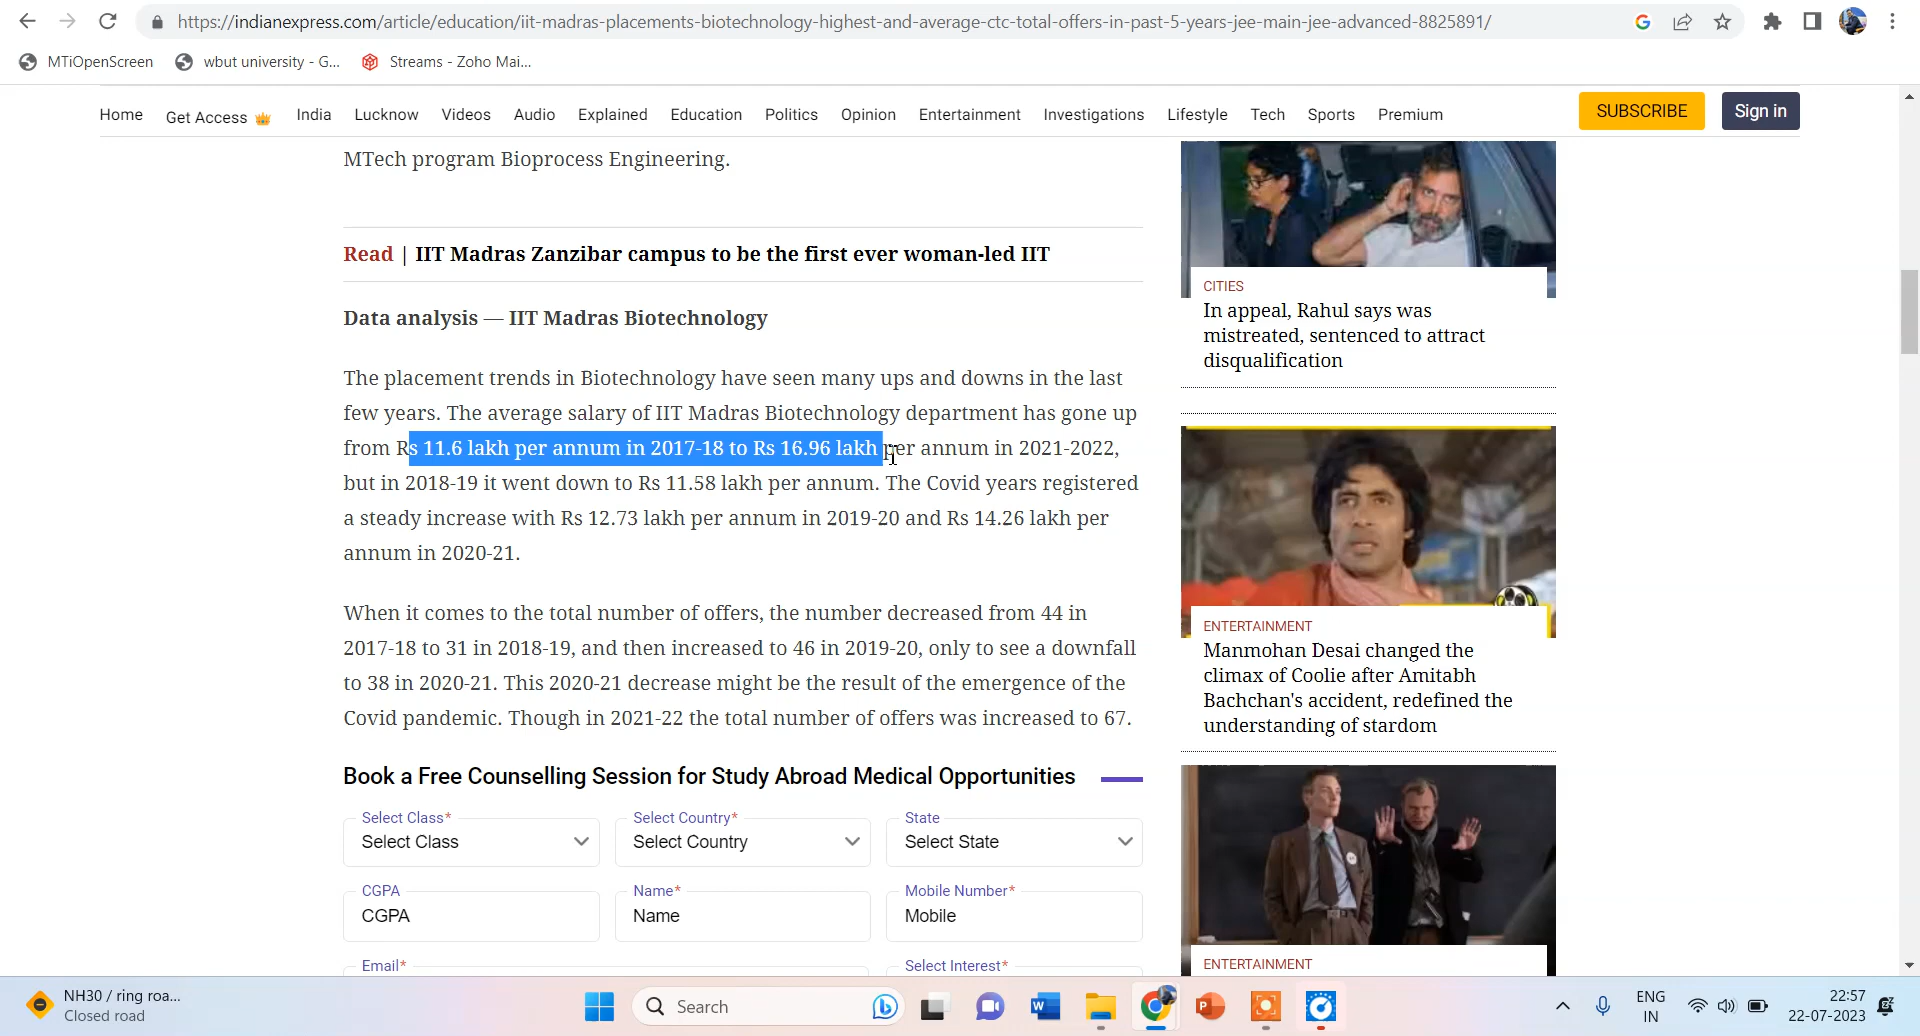 https://indianexpress.com/article/education/iit-madras-placements-biotechnology-highest-and-average-ctc-total-offers-in-past-5-years-jee-main-jee-advanced-8825891/
MTiOpenScreen
wbut university - G...
Streams - Zoho Mai...
Home
Get Access
India
Lucknow
Videos
Audio
Explained
Education
Politics
Opinion
Entertainment
Investigations
Lifestyle
Tech
Sports
Premium
SUBSCRIBE
Sign in
MTech program Bioprocess Engineering.
Read | IIT Madras Zanzibar campus to be the first ever woman-led IIT
Data analysis — IIT Madras Biotechnology
The placement trends in Biotechnology have seen many ups and downs in the last
few years. The average salary of IIT Madras Biotechnology department has gone up
from Rs 11.6 lakh per annum in 2017-18 to Rs 16.96 lakh per annum in 2021-2022,
but in 2018-19 it went down to Rs 11.58 lakh per annum. The Covid years registered
a steady increase with Rs 12.73 lakh per annum in 2019-20 and Rs 14.26 lakh per
annum in 2020-21.
When it comes to the total number of offers, the number decreased from 44 in
2017-18 to 31 in 2018-19, and then increased to 46 in 2019-20, only to see a downfall
to 38 in 2020-21. This 2020-21 decrease might be the result of the emergence of the
Covid pandemic. Though in 2021-22 the total number of offers was increased to 67.
Book a Free Counselling Session for Study Abroad Medical Opportunities
Select Class*
Select Class
Select Country*
Select Country
State
Select State
CGPA
CGPA
Name*
Name
Mobile Number*
Mobile
Email*
Select Interest*
CITIES
In appeal, Rahul says was
mistreated, sentenced to attract
disqualification
ENTERTAINMENT
Manmohan Desai changed the
climax of Coolie after Amitabh
Bachchan's accident, redefined the
understanding of stardom
ENTERTAINMENT
NH30 / ring roa...
Closed road
Search
ENG
IN
22:57
22-07-2023